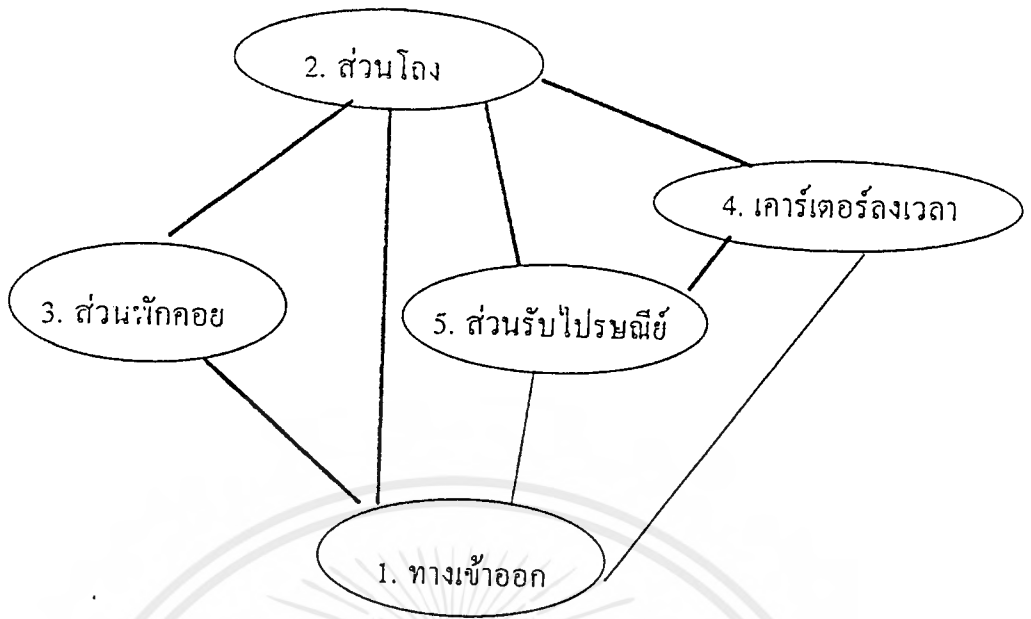 2. ส่วนโถง
4. เคาร์เตอร์ลงเวลา
3. ส่วนพักคอย
5. ส่วนรับไปรษณีย์
1. ทางเข้าออก